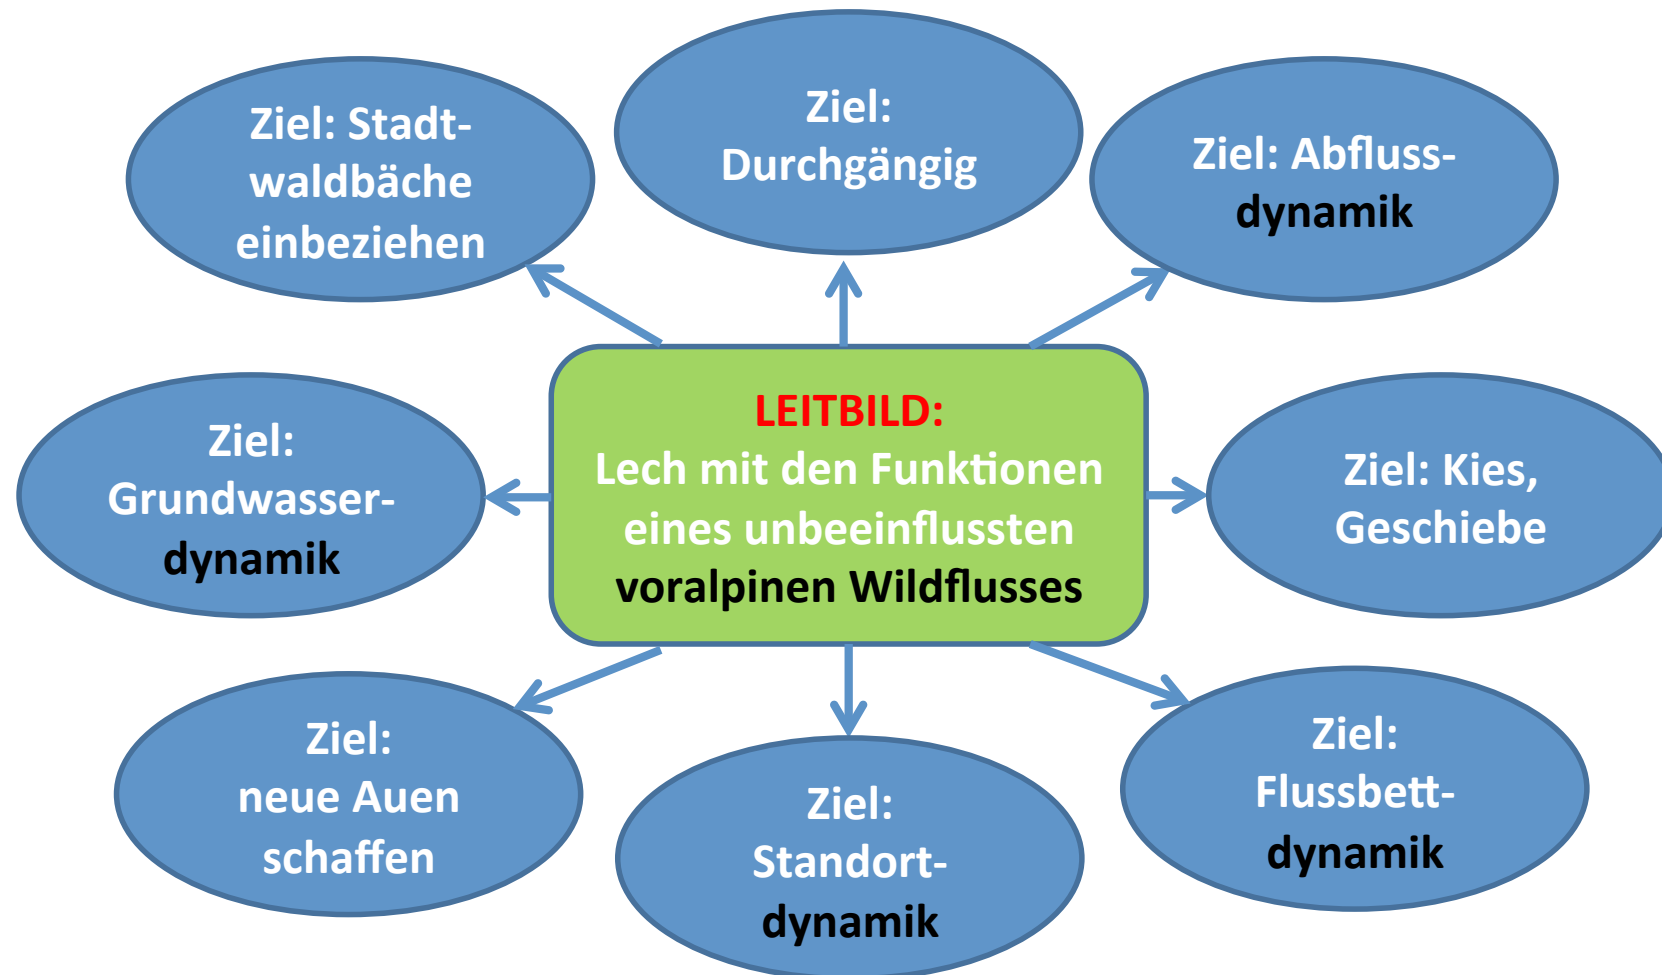 Ziel: Stadt-
waldbäche
einbeziehen
Ziel:
Durchgängig
Ziel: Abfluss-
dynamik
Ziel:
Grundwasser-
dynamik
LEITBILD:
Lech mit den Funktionen
eines unbeeinflussten
voralpinen Wildflusses
Ziel: Kies,
Geschiebe
Ziel:
neue Auen
schaffen
Ziel:
Standort-
dynamik
Ziel:
Flussbett-
dynamik